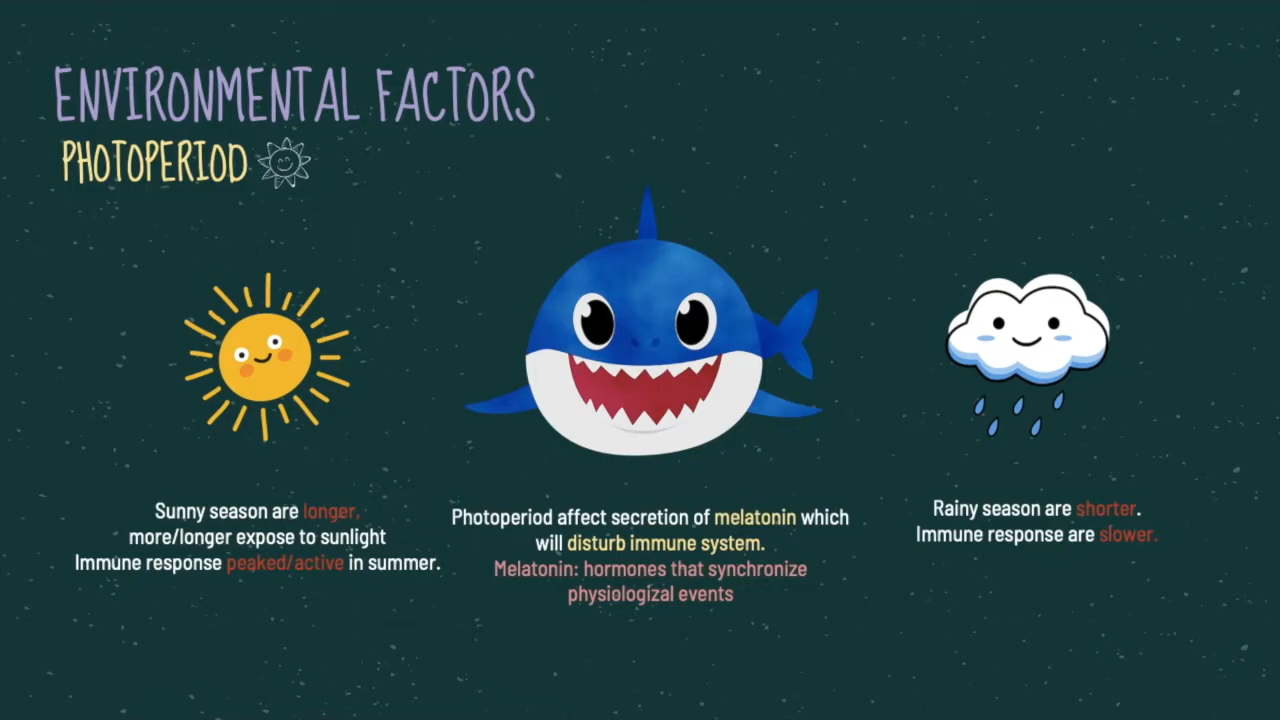 ENVIRONMENTAL FACTORS
PHOTOPERIOD
Sunny season are longer,
more/longer expose to sunlight
Immune response peaked/active in summer.
Photoperiod affect secretion of melatonin which
will disturb immune system.
Melatonin: hormones that synchronize
physiologizal events
Rainy season are shorter.
Immune response are slower.